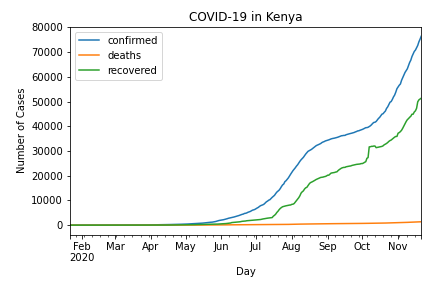 COVID-19 in Kenya
80000
70000
60000
50000
40000
30000
20000
10000
0
Number of Cases
confirmed
deaths
recovered
Feb Mar Apr May Jun Jul Aug Sep Oct Nov
2020
Day